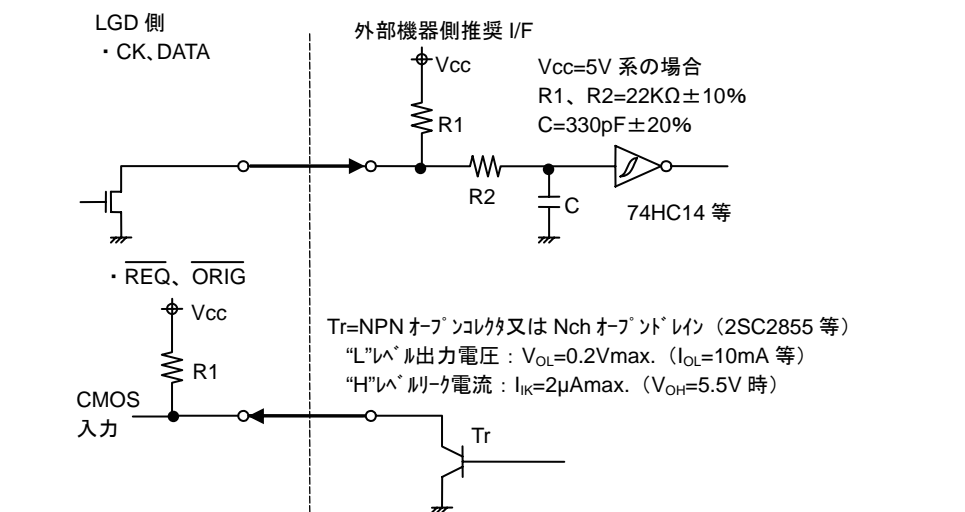 LGD 側
・CK、DATA
外部機器側推奨 I/F
Vcc
R1
Vcc=5V 系の場合
R1、R2=22KΩ±10%
C=330pF±20%
R2
C
74HC14 等
・REQ、ORIG
Vcc
R1
CMOS
入力
Tr=NPN ｵｰﾌﾟﾝｺﾚｸﾀ又は Nch ｵｰﾌﾟﾝﾄﾞﾚｲﾝ（2SC2855 等）
“L”ﾚﾍﾞﾙ出力電圧：VOL=0.2Vmax.（IOL=10mA 等）
“H”ﾚﾍﾞﾙﾘｰｸ電流：IIK=2μAmax.（VOH=5.5V 時）
Tr